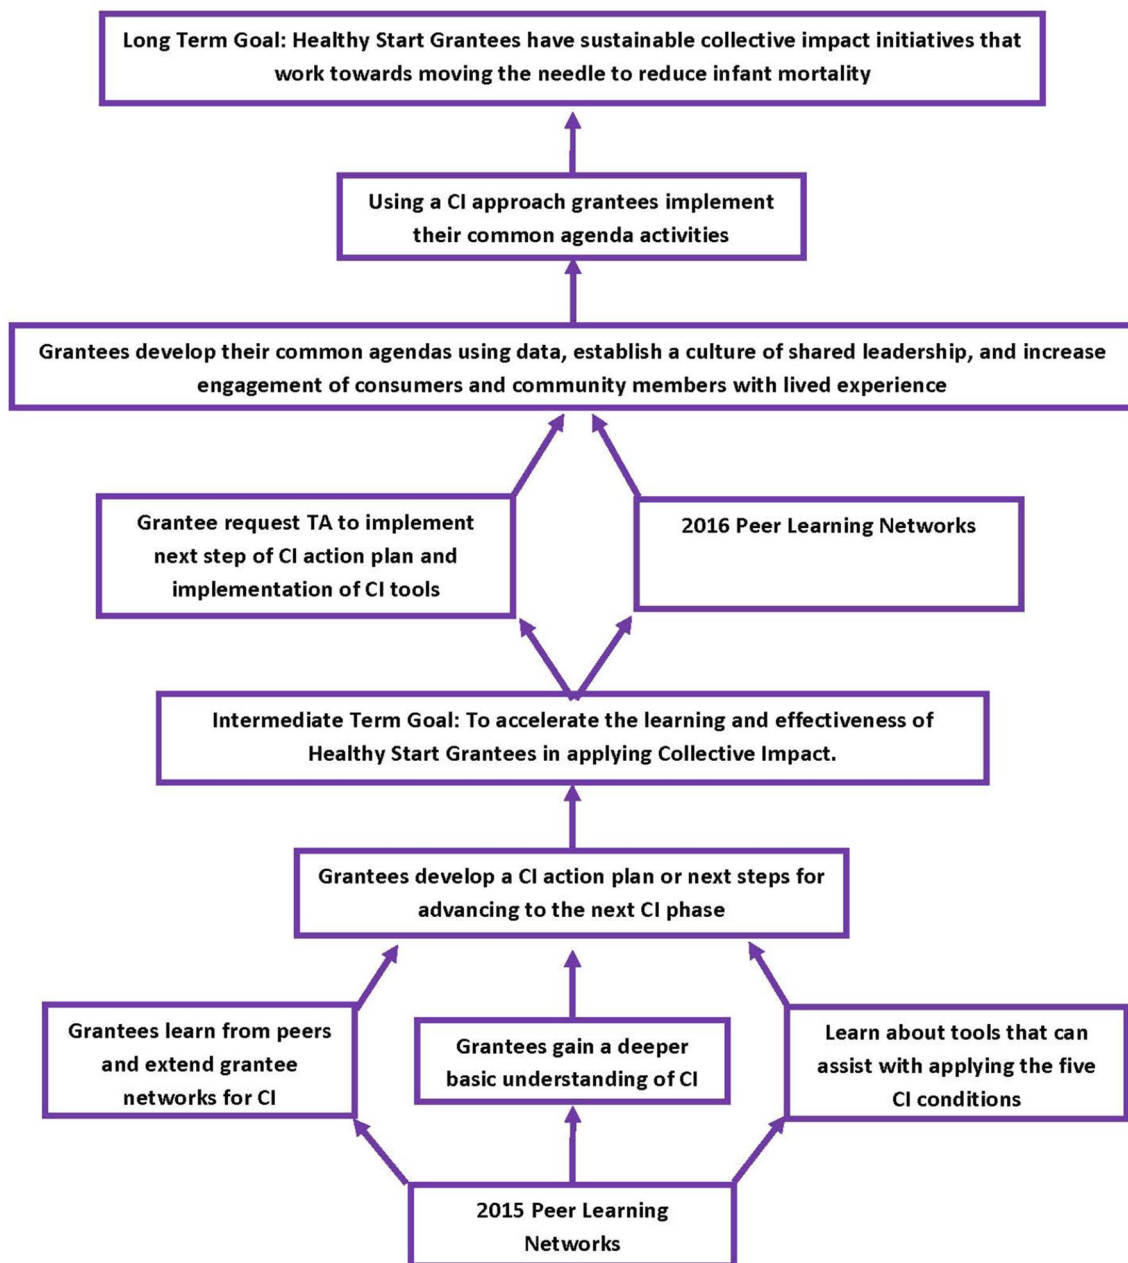 Long Term Goal: Healthy Start Grantees have sustainable collective impact initiatives that
work towards moving the needle to reduce infant mortality
Using a CI approach grantees implement
their common agenda activities
Grantees develop their common agendas using data, establish a culture of shared leadership, and increase
engagement of consumers and community members with lived experience
Grantee request TA to implement
next step of CI action plan and
implementation of CI tools
2016 Peer Learning Networks
Intermediate Term Goal: To accelerate the learning and effectiveness of
Healthy Start Grantees in applying Collective Impact.
Grantees develop a CI action plan or next steps for
advancing to the next CI phase
Grantees learn from peers
and extend grantee
networks for CI
Grantees gain a deeper
basic understanding of CI
Learn about tools that can
assist with applying the five
CI conditions
2015 Peer Learning
Networks